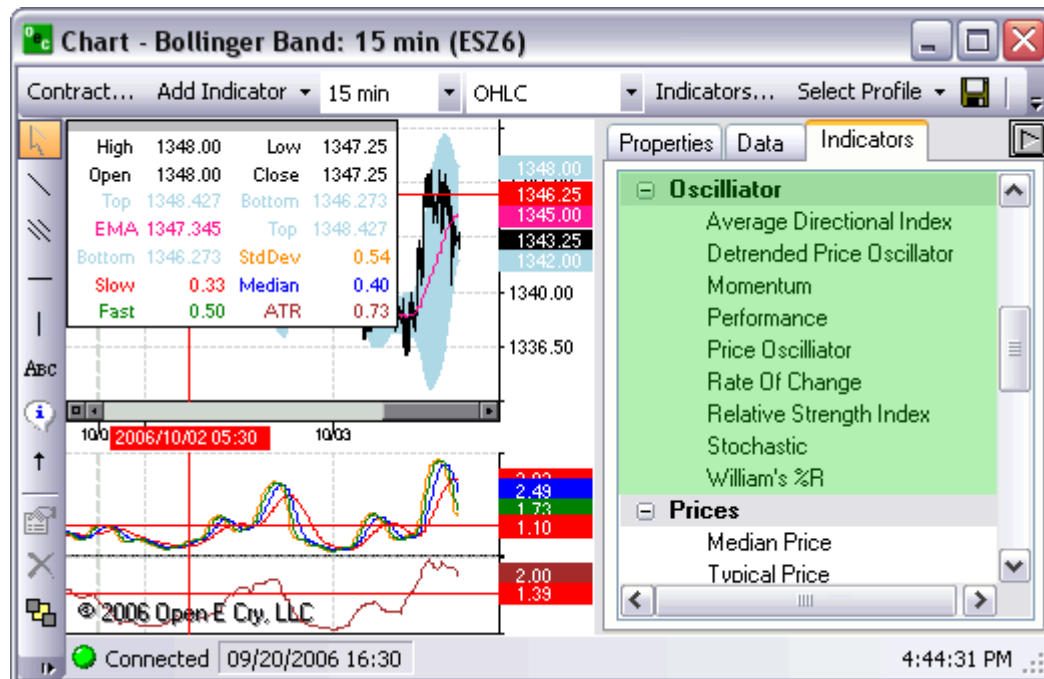 Chart - Bollinger Band: 15 min (ESZ6)
Contract... Add Indicator 15 min OHLC Indicators... Select Profile
High 1348.00 Low 1347.25
Open 1348.00 Close 1347.25
Top 1348.427 Bottom 1346.273
EMA 1347.345 Top 1348.427
Bottom 1346.273 StdDev 0.54
Slow 0.33 Median 0.40
Fast 0.50 ATR 0.73
ABC
1348.00
1346.25
1345.00
1343.25
1342.00
1340.00
1336.50
2006/10/02 05:30 10/03
2.49
1.73
1.10
2.00
1.39
© 2006 Open E Cry, LLC
Properties Data Indicators
Oscilliator
Average Directional Index
Detrended Price Oscillator
Momentum
Performance
Price Oscilliator
Rate Of Change
Relative Strength Index
Stochastic
William's %R
Prices
Median Price
Typical Price
Connected 09/20/2006 16:30 4:44:31 PM